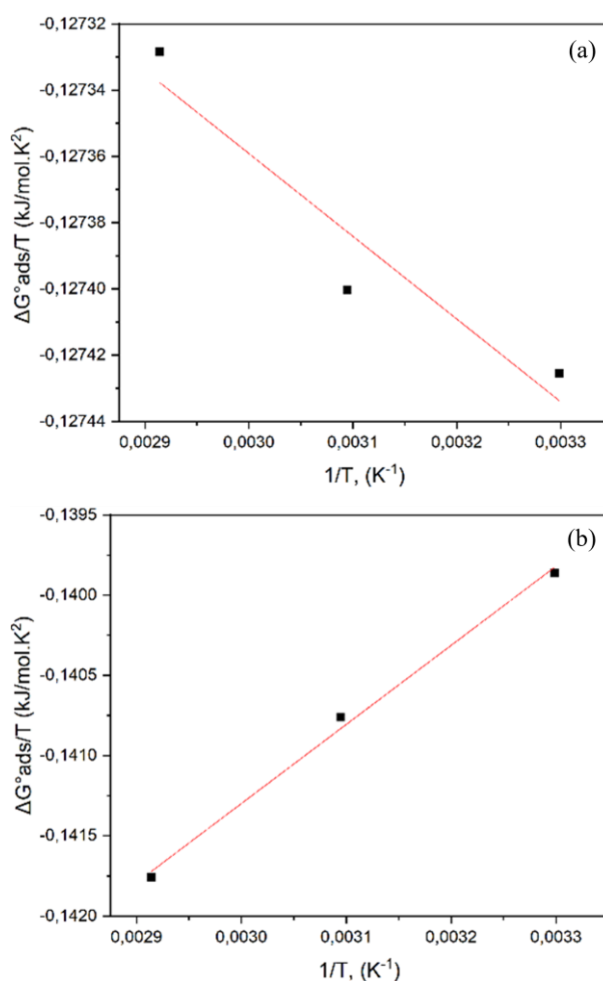 (a)
ΔG°ads/T (kJ/mol.K²)
-0,12732
-0,12734
-0,12736
-0,12738
-0,12740
-0,12742
-0,12744
0,0029 0,0030 0,0031 0,0032 0,0033
1/T, (K⁻¹)
(b)
ΔG°ads/T (kJ/mol.K²)
-0,1395
-0,1400
-0,1405
-0,1410
-0,1415
-0,1420
0,0029 0,0030 0,0031 0,0032 0,0033
1/T, (K⁻¹)